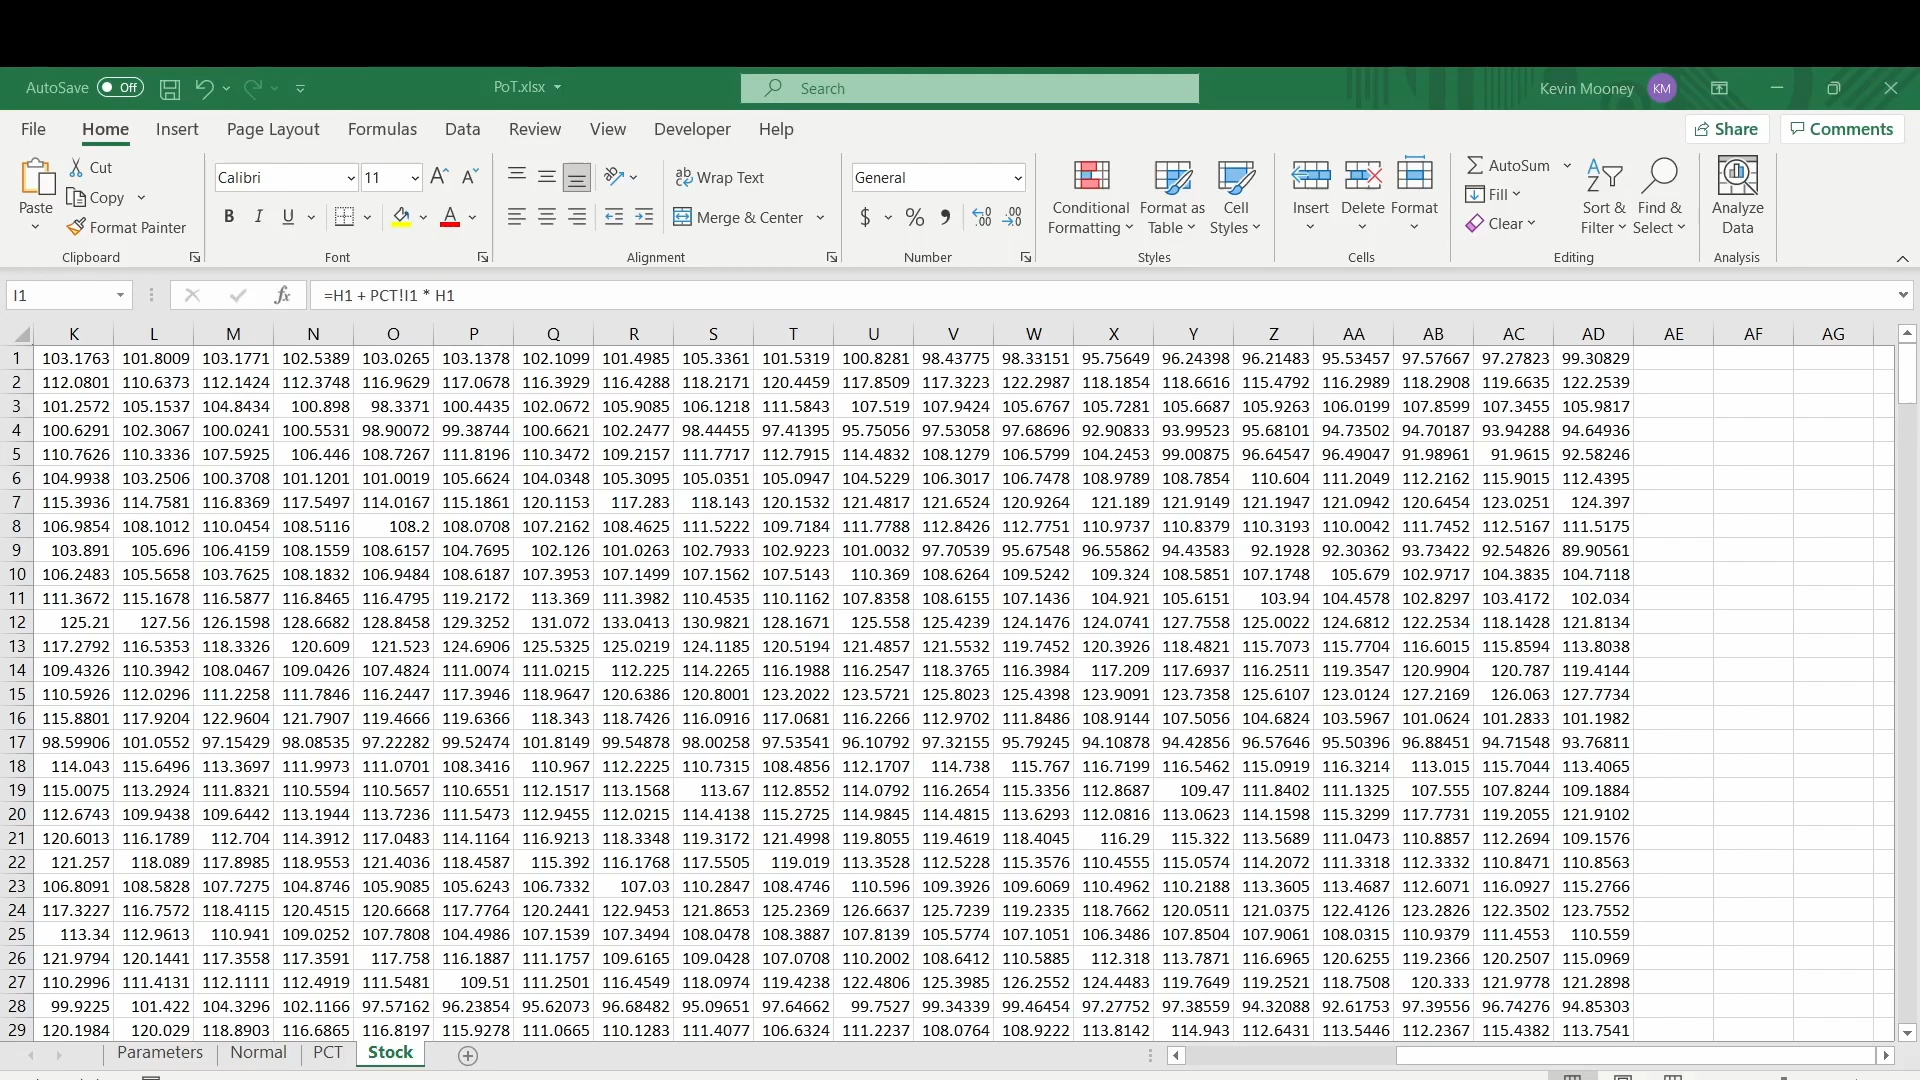 AutoSave Off PoT.xlsx Search Kevin Mooney KM
File Home Insert Page Layout Formulas Data Review View Developer Help Share Comments
Cut
Copy
Format Painter
Paste
Clipboard
Calibri 11
B I U
Font
Wrap Text
Merge & Center
Alignment
General
$ % 9
Number
Conditional Formatting
Format as Table
Cell Styles
Styles
Insert Delete Format
Cells
AutoSum
Fill
Clear
Sort & Filter
Find & Select
Editing
Analyze Data
Analysis
I1 fx =H1 + PCT!I1 * H1
K L M N O P Q R S T U V W X Y Z AA AB AC AD AE AF AG
1 103.1763 101.8009 103.1771 102.5389 103.0265 103.1378 102.1099 101.4985 105.3361 101.5319 100.8281 98.43775 98.33151 95.75649 96.24398 96.21483 95.53457 97.57667 97.27823 99.30829
2 112.0801 110.6373 112.1424 112.3748 116.9629 117.0678 116.3929 116.4288 118.2171 120.4459 117.8509 117.3223 122.2987 118.1854 118.6616 115.4792 116.2989 118.2908 119.6635 122.2539
3 101.2572 105.1537 104.8434 100.898 98.3371 100.4435 102.0672 105.9085 106.1218 111.5843 107.519 107.9424 105.6767 105.7281 105.6687 105.9263 106.0199 107.8599 107.3455 105.9817
4 100.6291 102.3067 100.0241 100.5531 98.90072 99.38744 100.6621 102.2477 98.44455 97.41395 95.75056 97.53058 97.68696 92.90833 93.99523 95.68101 94.73502 94.70187 93.94288 94.64936
5 110.7626 110.3336 107.5925 106.446 108.7267 111.8196 110.3472 109.2157 111.7717 112.7915 114.4832 108.1279 106.5799 104.2453 99.00875 96.64547 96.49047 91.98961 91.9615 92.58246
6 104.9938 103.2506 100.3708 101.1201 101.0019 105.6624 104.0348 105.3095 105.0351 105.0947 104.5229 106.3017 106.7478 108.9789 108.7854 110.604 111.2049 112.2162 115.9015 112.4395
7 115.3936 114.7581 116.8369 117.5497 114.0167 115.1861 120.1153 117.283 118.143 120.1532 121.4817 121.6524 120.9264 121.189 121.9149 121.1947 121.0942 120.6454 123.0251 124.397
8 106.9854 108.1012 110.0454 108.5116 108.2 108.0708 107.2162 108.4625 111.5222 109.7184 111.7788 112.8426 112.7751 110.9737 110.8379 110.3193 110.0042 111.7452 112.5167 111.5175
9 103.891 105.696 106.4159 108.1559 108.6157 104.7695 102.126 101.0263 102.7933 102.9223 101.0032 97.70539 95.67548 96.55862 94.43583 92.1928 92.30362 93.73422 92.54826 89.90561
10 106.2483 105.5658 103.7625 108.1832 106.9484 108.6187 107.3953 107.1499 107.1562 107.5143 110.369 108.6264 109.5242 109.324 108.5851 107.1748 105.679 102.9717 104.3835 104.7118
11 111.3672 115.1678 116.5877 116.8465 116.4795 119.2172 113.369 111.3982 110.4535 110.1162 107.8358 108.6155 107.1436 104.921 105.6151 103.94 104.4578 102.8297 103.4172 102.034
12 125.21 127.56 126.1598 128.6682 128.8458 129.3252 131.072 133.0413 130.9821 128.1671 125.558 125.4239 124.1476 124.0741 127.7558 125.0022 124.6812 122.2534 118.1428 121.8134
13 117.2792 116.5353 118.3326 120.609 121.523 124.6906 125.5325 125.0219 124.1185 120.5194 121.4857 121.5532 119.7452 120.3926 118.4821 115.7073 115.7704 116.6015 115.8594 113.8038
14 109.4326 110.3942 108.0467 109.0426 107.4824 111.0074 111.0215 112.225 114.2265 116.1988 116.2547 118.3765 116.3984 117.209 117.6937 116.2511 119.3547 120.9904 120.787 119.4144
15 110.5926 112.0296 111.2258 111.7846 116.2447 117.3946 118.9647 120.6386 120.8001 123.2022 123.5721 125.8023 125.4398 123.9091 123.7358 125.6107 123.0124 127.2169 126.063 127.7734
16 115.8801 117.9204 122.9604 121.7907 119.4666 119.6366 118.343 118.7426 116.0916 117.0681 116.2266 112.9702 111.8486 108.9144 107.5056 104.6824 103.5967 101.0624 101.2833 101.1982
17 98.59906 101.0552 97.15429 98.08535 97.22282 99.52474 101.8149 99.54878 98.00258 97.53541 96.10792 97.32155 95.79245 94.10878 94.42856 96.57646 95.50396 96.88451 94.71548 93.76811
18 114.043 115.6496 113.3697 111.9973 111.0701 108.3416 110.967 112.2225 110.7315 108.4856 112.1707 114.738 115.767 116.7199 116.5462 115.0919 116.3214 113.015 115.7044 113.4065
19 115.0075 113.2924 111.8321 110.5594 110.5657 110.6551 112.1517 113.1568 113.67 112.8552 114.0792 116.2654 115.3356 112.8687 109.47 111.8402 111.1325 107.555 107.8244 109.1884
20 112.6743 109.9438 109.6442 113.1944 113.7236 111.5473 112.9455 112.0215 114.4138 115.2725 114.9845 114.4815 113.6293 112.0816 113.0623 114.1598 115.3299 117.7731 119.2055 121.9102
21 120.6013 116.1789 112.704 114.3912 117.0483 114.1164 116.9213 118.3348 119.3172 121.4998 119.8055 119.4619 118.4045 116.29 115.322 113.5689 111.0473 110.8857 112.2694 109.1576
22 121.257 118.089 117.8985 118.9553 121.4036 118.4587 115.392 116.1768 117.5505 119.019 113.3528 112.5228 115.3576 110.4555 115.0574 114.2072 111.3318 112.3332 110.8471 110.8563
23 106.8091 108.5828 107.7275 104.8746 105.9085 105.6243 106.7332 107.03 110.2847 108.4746 110.596 109.3926 109.6069 110.4962 110.2188 113.3605 113.4687 112.6071 116.0927 115.2766
24 117.3227 116.7572 118.4115 120.4515 120.6668 117.7764 120.2441 122.9453 121.8653 125.2369 126.6637 125.7239 119.2335 118.7662 120.0511 121.0375 122.4126 123.2826 122.3502 123.7552
25 113.34 112.9613 110.941 109.0252 107.7808 104.4986 107.1539 107.3494 108.0478 108.3887 107.8139 105.5774 107.1051 106.3486 107.8504 107.9061 108.0315 110.9379 111.4553 110.559
26 121.9794 120.1441 117.3558 117.3591 117.758 116.1887 111.1757 109.6165 109.0428 107.0708 110.2002 108.6412 110.5885 112.318 113.7871 116.6965 120.6255 119.2366 120.2507 115.0969
27 110.2996 111.4131 112.1111 112.4919 111.5481 109.51 111.2501 116.4549 118.0974 119.4238 122.4806 125.3985 126.2552 124.4483 119.7649 119.2521 118.7508 120.333 121.9778 121.2898
28 99.9225 101.422 104.3296 102.1166 97.57162 96.23854 95.62073 96.68482 95.09651 97.64662 99.7527 99.34339 99.46454 97.27752 97.38559 94.32088 92.61753 97.39556 96.74276 94.85303
29 120.1984 120.029 118.8903 116.6865 116.8197 115.9278 111.0665 110.1283 111.4077 106.6324 111.2237 108.0764 108.9222 113.8142 114.943 112.6431 113.5446 112.2367 115.4382 113.7541
Parameters Normal PCT Stock